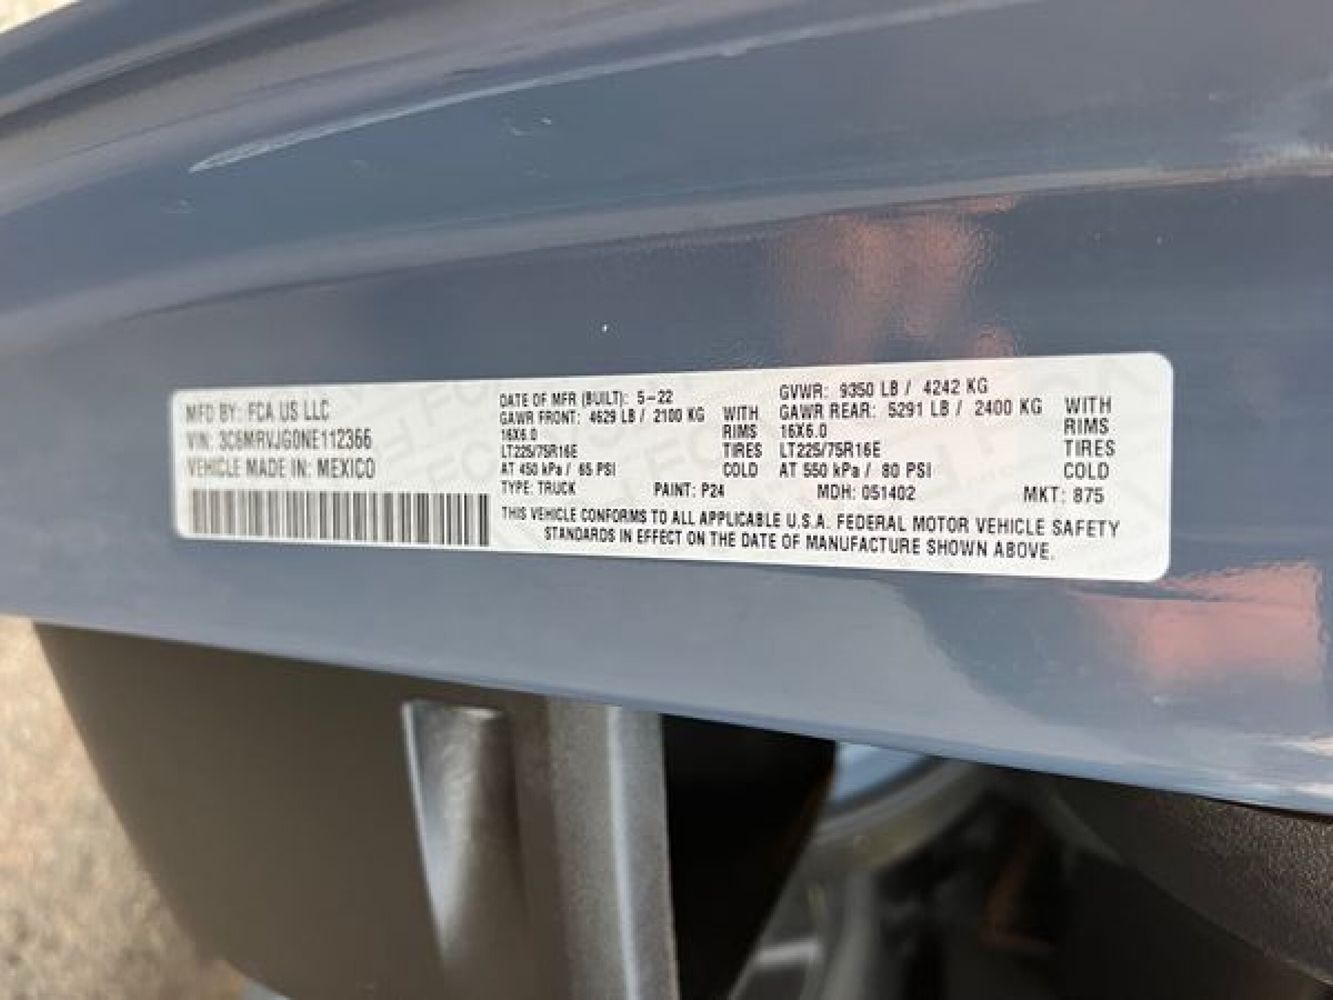 MFD BY: FCA US LLC
VIN: 3C6MRVJG0NE112366
VEHICLE MADE IN: MEXICO
DATE OF MFR (BUILT): 5-22 GVWR: 9350 LB / 4242 KG
GAWR FRONT: 4629 LB / 2100 KG WITH GAWR REAR: 5291 LB / 2400 KG WITH
16X6.0 RIMS 16X6.0 RIMS
LT225/75R16E TIRES LT225/75R16E TIRES
AT 450 kPa / 65 PSI COLD AT 550 kPa / 80 PSI COLD
TYPE: TRUCK PAINT: P24 MDH: 051402 MKT: 875
THIS VEHICLE CONFORMS TO ALL APPLICABLE U.S.A. FEDERAL MOTOR VEHICLE SAFETY
STANDARDS IN EFFECT ON THE DATE OF MANUFACTURE SHOWN ABOVE.